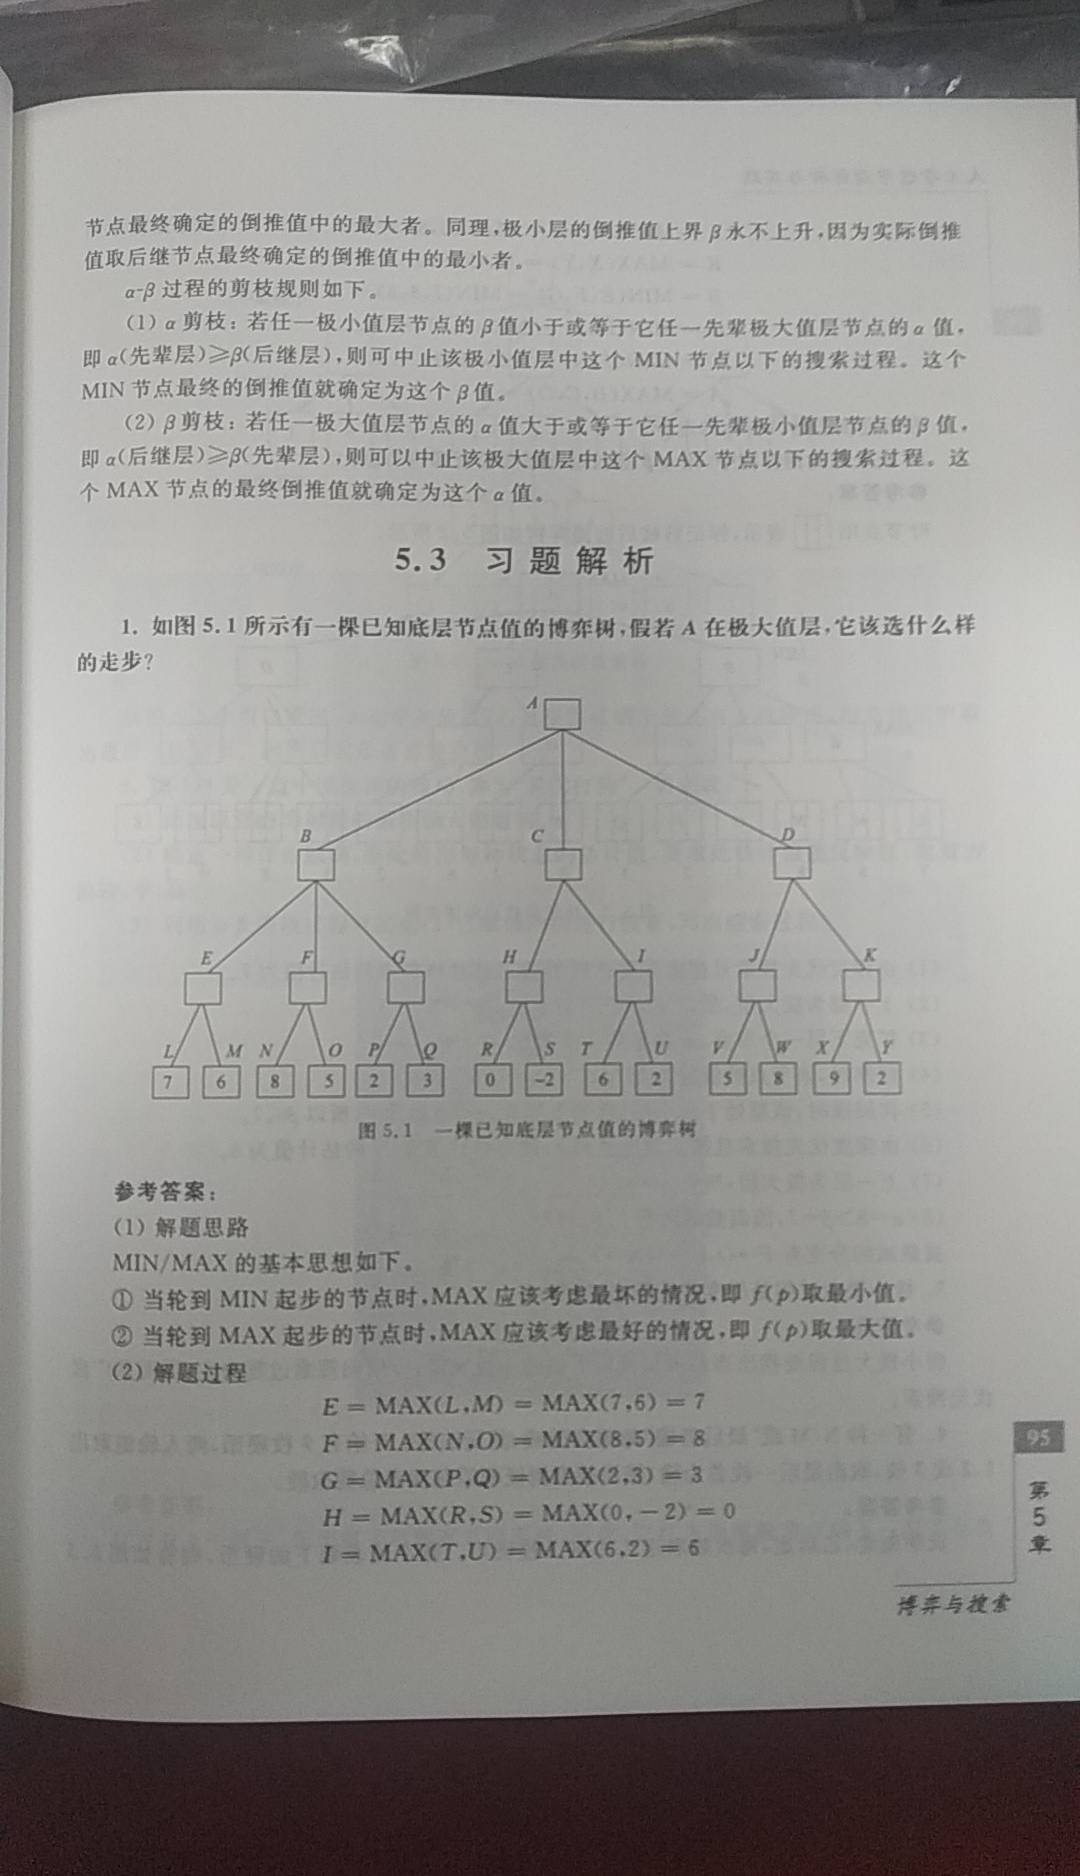 节点最终确定的倒推值中的最大者。同理,极小层的倒推值上界β永不上升,因为实际倒推
值取后继节点最终确定的倒推值中的最小者。
α-β过程的剪枝规则如下。
(1) α剪枝:若任一极小值层节点的β值小于或等于它任一先辈极大值层节点的α值,
即α(先辈层)≥β(后继层),则可中止该极小值层中这个 MIN 节点以下的搜索过程。这个
MIN 节点最终的倒推值就确定为这个β值。
(2) β剪枝:若任一极大值层节点的α值大于或等于它任一先辈极小值层节点的β值,
即α(后继层)≥β(先辈层),则可以中止该极大值层中这个 MAX 节点以下的搜索过程。这
个 MAX 节点的最终倒推值就确定为这个α值。
5.3 习题解析
1. 如图 5.1 所示有一棵已知底层节点值的博弈树,假若 A 在极大值层,它该选什么样
的走步?
A
B C D
E F G H I J K
L M N O P Q R S T U V W X Y
7 6 8 5 2 3 0 -2 6 2 5 8 9 2
图 5.1 一棵已知底层节点值的博弈树
参考答案:
(1) 解题思路
MIN/MAX 的基本思想如下。
① 当轮到 MIN 起步的节点时,MAX 应该考虑最坏的情况,即 f(p)取最小值。
② 当轮到 MAX 起步的节点时,MAX 应该考虑最好的情况,即 f(p)取最大值。
(2) 解题过程
E = MAX(L,M) = MAX(7,6) = 7
F = MAX(N,O) = MAX(8,5) = 8
G = MAX(P,Q) = MAX(2,3) = 3
H = MAX(R,S) = MAX(0,-2) = 0
I = MAX(T,U) = MAX(6,2) = 6
95
第
5
章
博弈与搜索